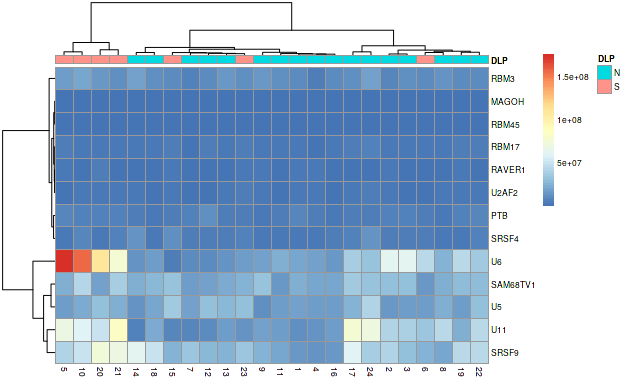 DLP
DLP
N
S
RBM3
MAGOH
RBM45
RBM17
RAVER1
U2AF2
PTB
SRSF4
U6
SAM68TV1
U5
U11
SRSF9
1.5e+08
1e+08
5e+07
5 10 20 21 14 18 15 7 12 13 23 9 11 1 4 16 17 24 2 3 6 8 19 22